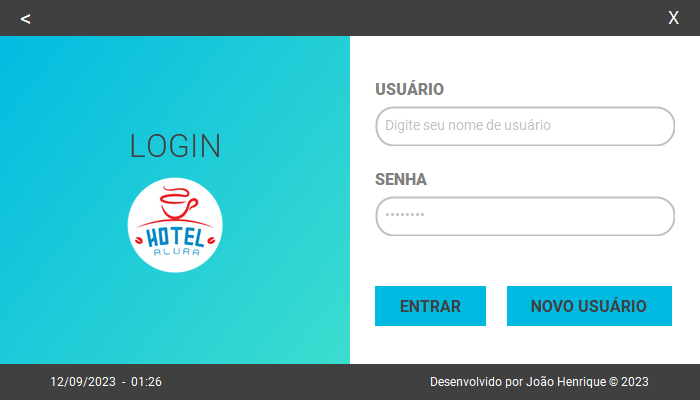 <
X
LOGIN
HOTEL
ALURA
USUÁRIO
Digite seu nome de usuário
SENHA
••••••••
ENTRAR
NOVO USUÁRIO
12/09/2023 - 01:26
Desenvolvido por João Henrique © 2023